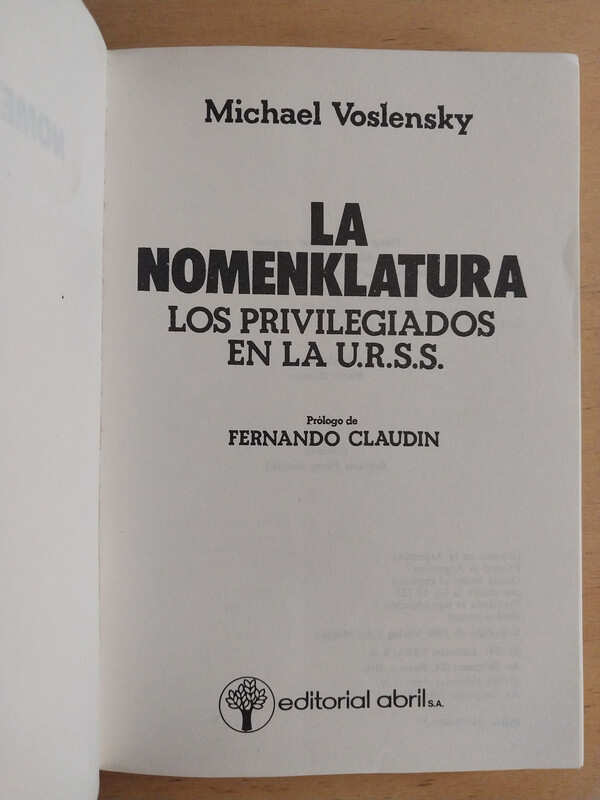 Michael Voslensky
LA
NOMENKLATURA
LOS PRIVILEGIADOS
EN LA U.R.S.S.
Prólogo de
FERNANDO CLAUDIN
editorial abril S.A.